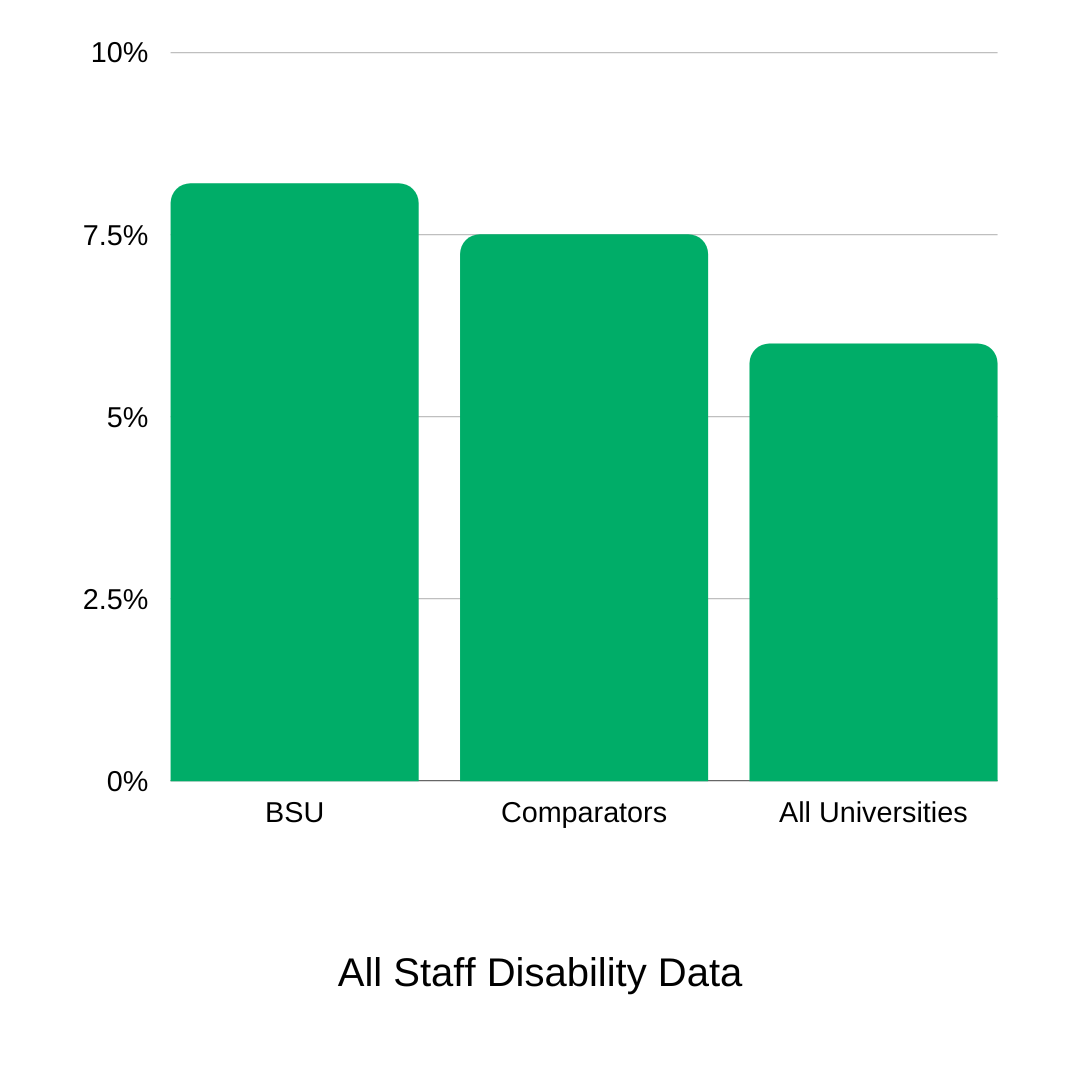 10%
7.5%
5%
2.5%
0%
BSU Comparators All Universities
All Staff Disability Data